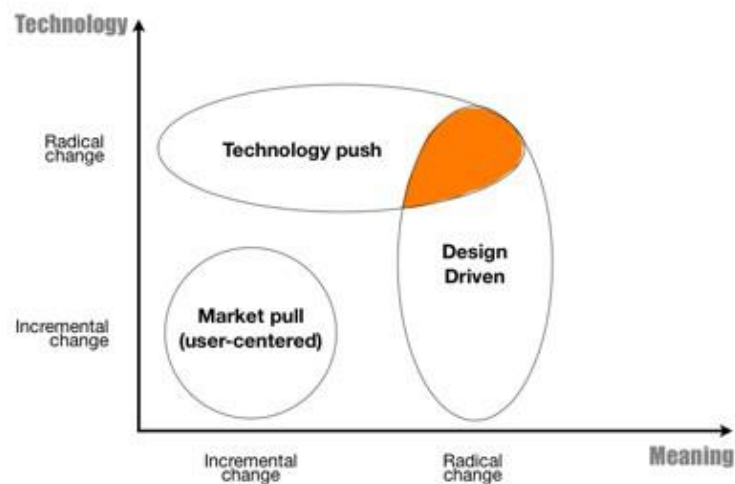 Technology
Radical
change
Technology push
Design
Driven
Market pull
(user-centered)
Incremental
change
Incremental
change
Radical
change
Meaning